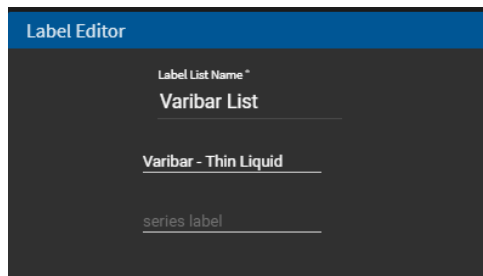 Label Editor
Label List Name *
Varibar List
Varibar - Thin Liquid
series label